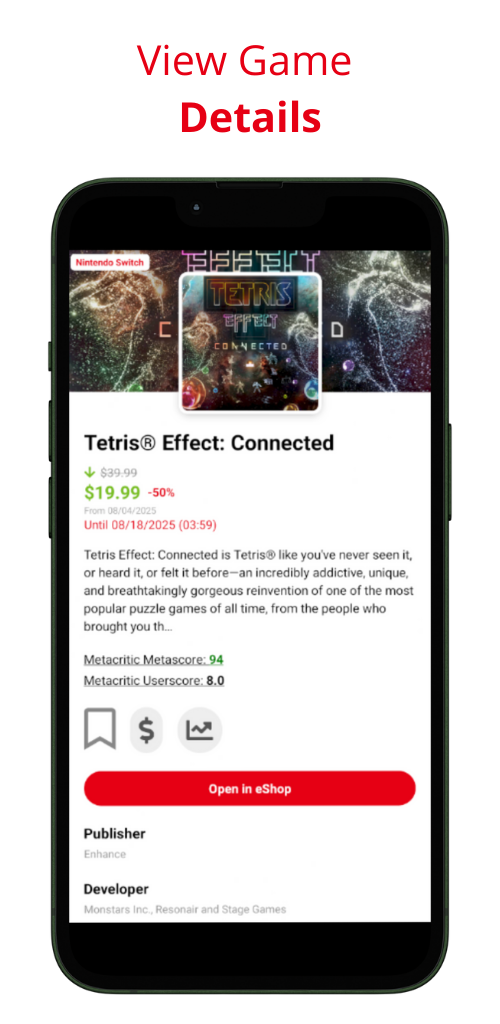 View Game
Details
Nintendo Switch
EFFECT
C
D
TETRIS
EFFECT
CONNECTED
Tetris® Effect: Connected
$39.99
$19.99 -50%
From 08/04/2025
Until 08/18/2025 (03:59)
Tetris Effect: Connected is Tetris® like you've never seen it,
or heard it, or felt it before—an incredibly addictive, unique,
and breathtakingly gorgeous reinvention of one of the most
popular puzzle games of all time, from the people who
brought you th...
Metacritic Metascore: 94
Metacritic Userscore: 8.0
$
Open in eShop
Publisher
Enhance
Developer
Monstars Inc., Resonair and Stage Games